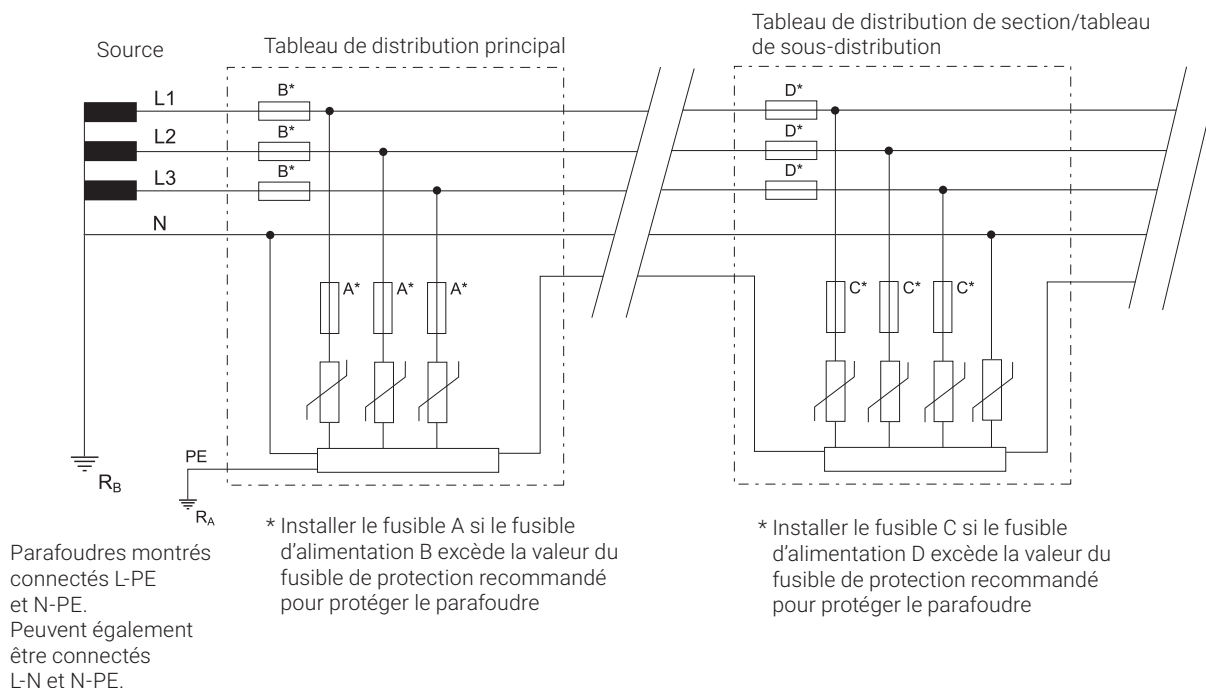 Source
Tableau de distribution principal
Tableau de distribution de section/tableau
de sous-distribution
L1
B*
D*
L2
B*
D*
L3
B*
D*
N
A* A* A*
C* C* C*
PE
RB
RA
* Installer le fusible A si le fusible
d’alimentation B excède la valeur du
fusible de protection recommandé
pour protéger le parafoudre
* Installer le fusible C si le fusible
d’alimentation D excède la valeur du
fusible de protection recommandé
pour protéger le parafoudre
Parafoudres montrés
connectés L-PE
et N-PE.
Peuvent également
être connectés
L-N et N-PE.